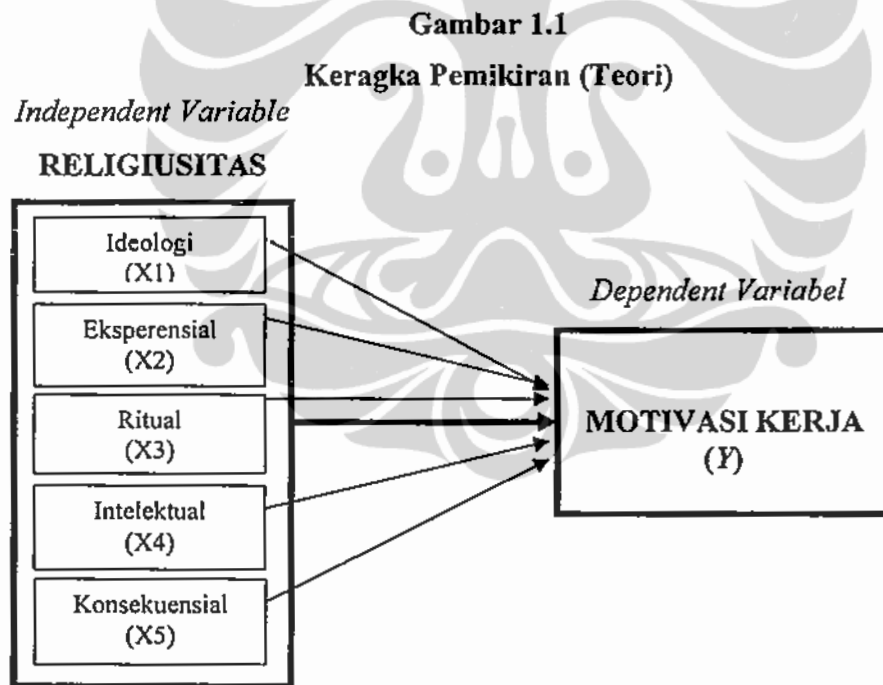 Gambar 1.1
Keragka Pemikiran (Teori)
Independent Variable
RELIGIUSITAS
Ideologi
(X1)
Eksperensial
(X2)
Ritual
(X3)
Intelektual
(X4)
Konsekuensial
(X5)
Dependent Variabel
MOTIVASI KERJA
(Y)